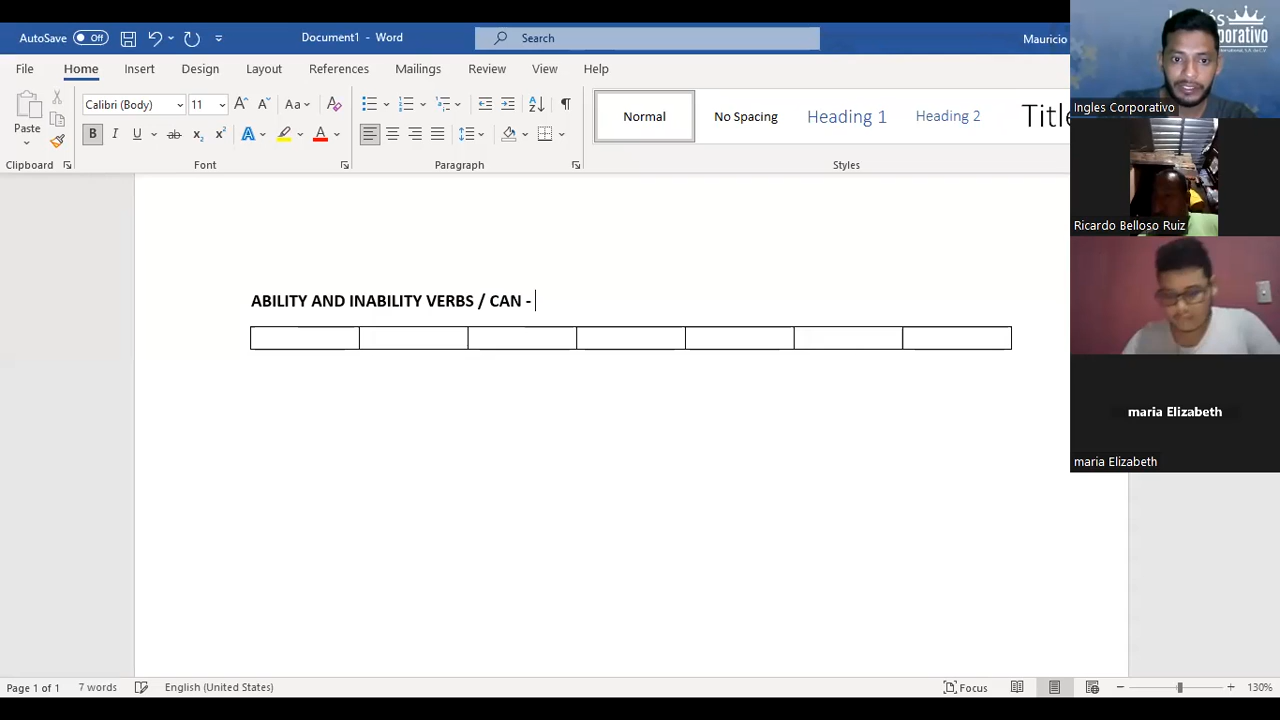 AutoSave Off
Document1 - Word
Search
Mauricio
File Home Insert Design Layout References Mailings Review View Help
Paste
Calibri (Body) 11
Aa
Normal
No Spacing
Heading 1
Heading 2
Title
Clipboard
Font
Paragraph
Styles
Ingles Corporativo
Ricardo Belloso Ruiz
maria Elizabeth
maria Elizabeth
ABILITY AND INABILITY VERBS / CAN -
Page 1 of 1 7 words English (United States) Focus 130%